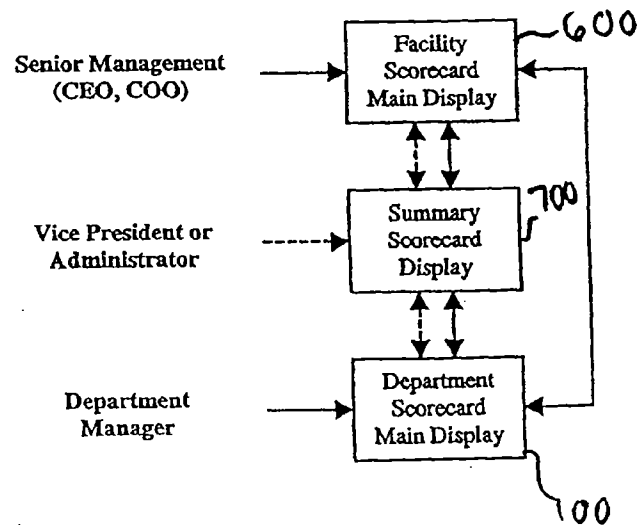 Senior Management
(CEO, COO)
Facility
Scorecard
Main Display
600
Vice President or
Administrator
Summary
Scorecard
Display
700
Department
Manager
Department
Scorecard
Main Display
100